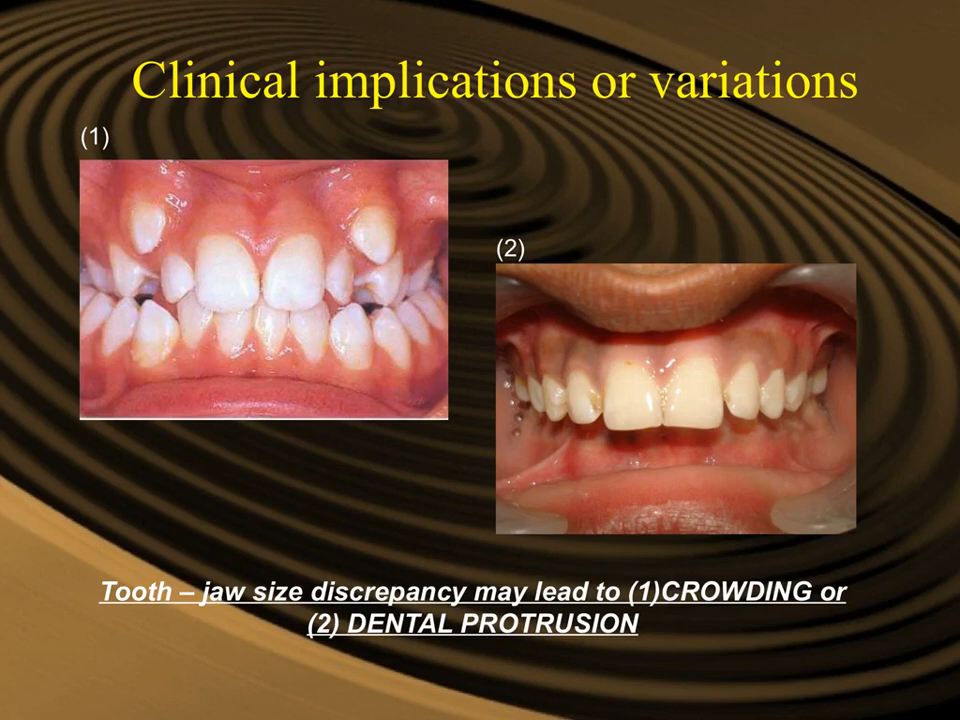 Clinical implications or variations
(1)
(2)
Tooth – jaw size discrepancy may lead to (1)CROWDING or
(2) DENTAL PROTRUSION